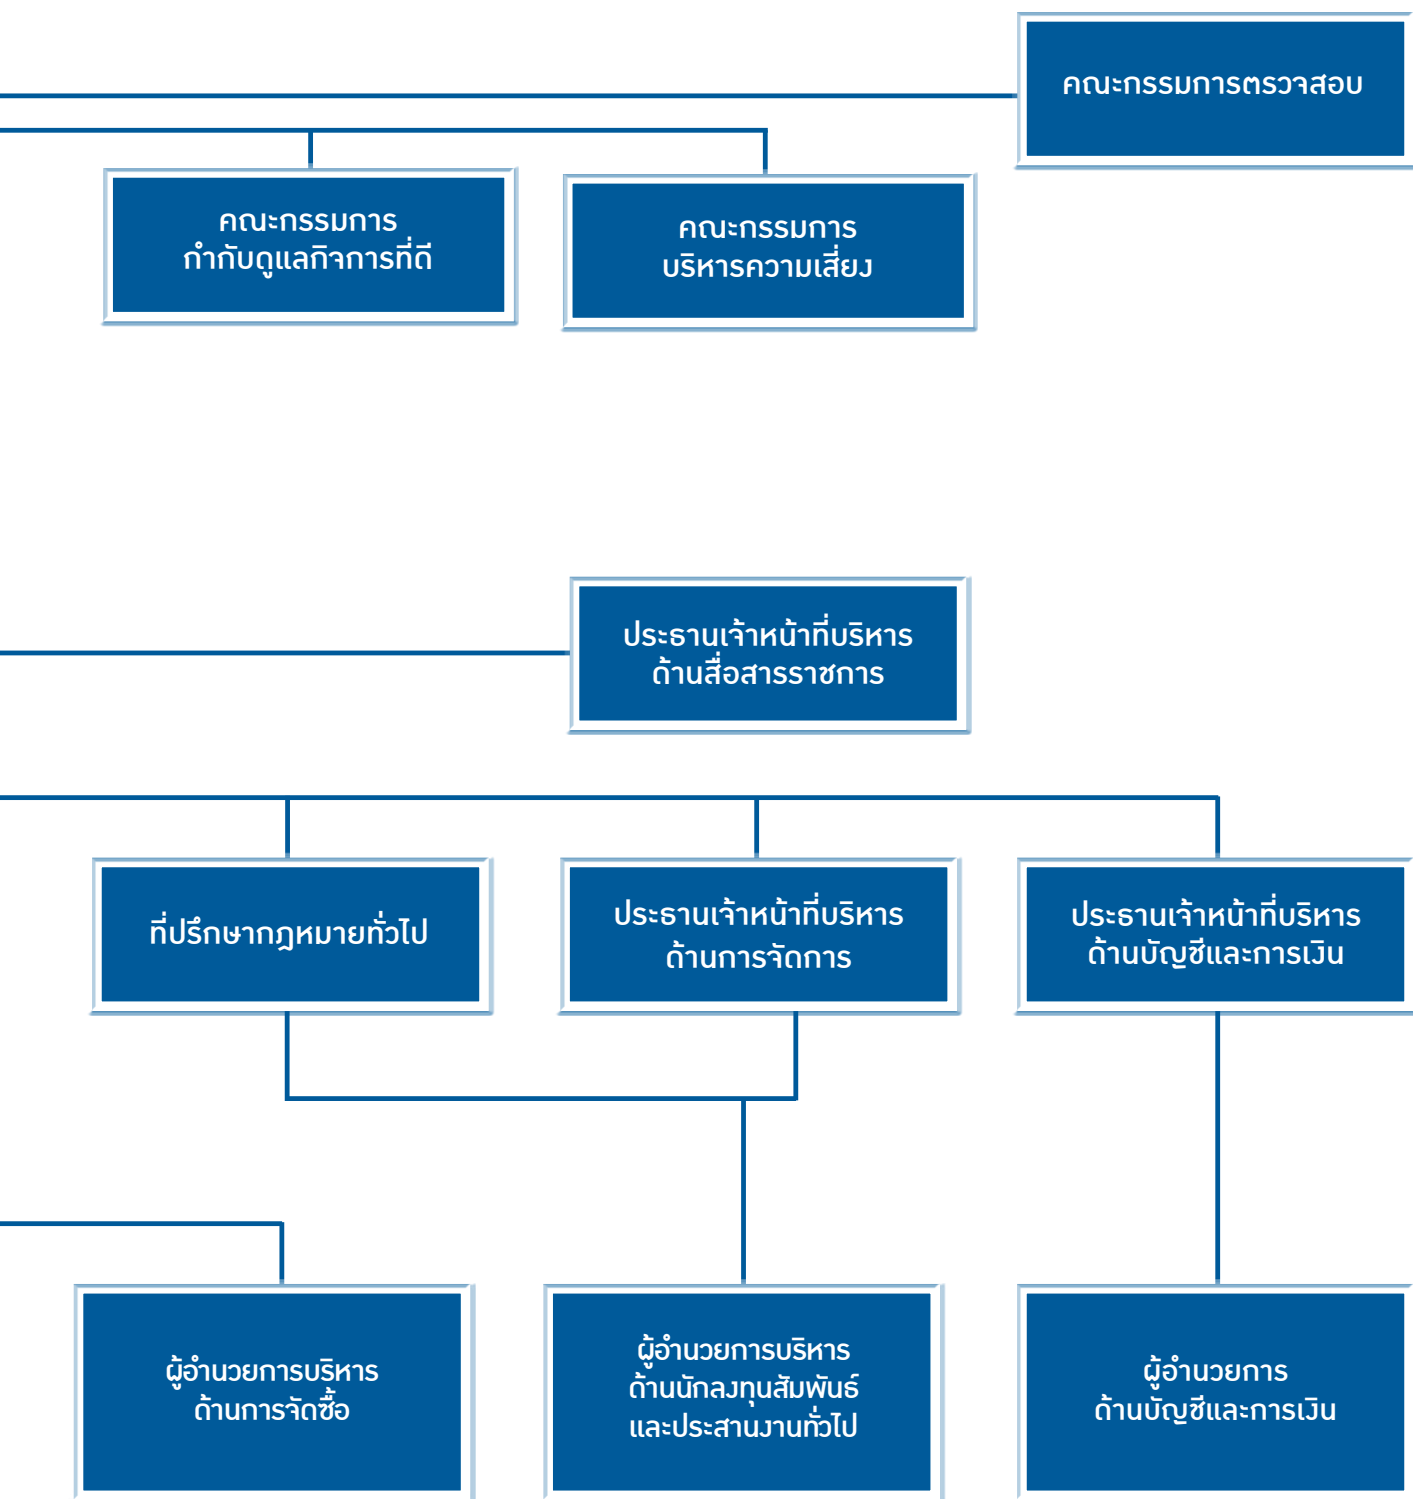 คณะกรรมการตรวจสอบ
คณะกรรมการ
กำกับดูแลกิจการที่ดี
คณะกรรมการ
บริหารความเสี่ยง
ประธานเจ้าหน้าที่บริหาร
ด้านสื่อสารราชการ
ที่ปรึกษากฎหมายทั่วไป
ประธานเจ้าหน้าที่บริหาร
ด้านการจัดการ
ประธานเจ้าหน้าที่บริหาร
ด้านบัญชีและการเงิน
ผู้อำนวยการบริหาร
ด้านการจัดซื้อ
ผู้อำนวยการบริหาร
ด้านนักลงทุนสัมพันธ์
และประสานงานทั่วไป
ผู้อำนวยการ
ด้านบัญชีและการเงิน